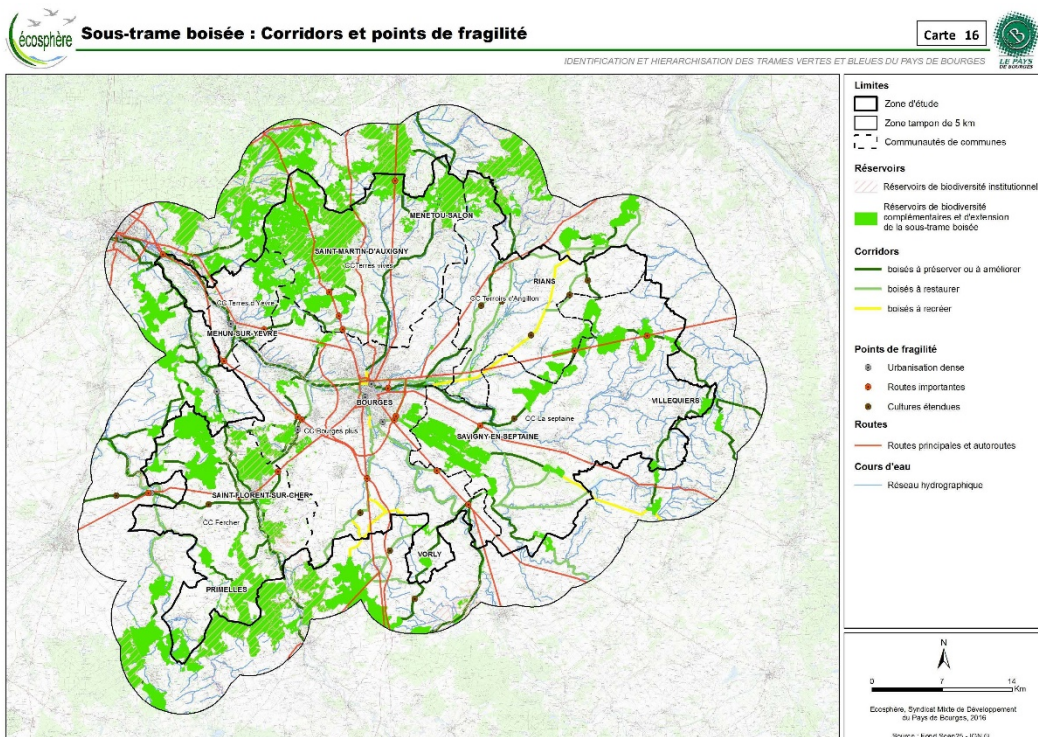 écosphère
Sous-trame boisée : Corridors et points de fragilité
Carte 16
LE PAYS
DE BOURGES
IDENTIFICATION ET HIERARCHISATION DES TRAMES VERTES ET BLEUES DU PAYS DE BOURGES
MENETOU-SALON
SAINT-MARTIN-D'AUXIGNY
CC Terres vives
RIANS
CC Terres d'Yèvre
CC Terroirs d'Angillon
MEHUN-SUR-YEVRE
BOURGES
VILLEQUIERS
CC La septaine
CC Bourges plus
SAVIGNY-EN-SEPTAINE
SAINT-FLORENT-SUR-CHER
CC Fercher
VORLY
PRIMELLES
Limites
Zone d'étude
Zone tampon de 5 km
Communautés de communes
Réservoirs
Réservoirs de biodiversité institutionnel
Réservoirs de biodiversité
complémentaires et d'extension
de la sous-trame boisée
Corridors
boisés à préserver ou à améliorer
boisés à restaurer
boisés à recréer
Points de fragilité
Urbanisation dense
Routes importantes
Cultures étendues
Routes
Routes principales et autoroutes
Cours d'eau
Réseau hydrographique
N
0 7 14
Km
Ecosphère, Syndicat Mixte de Développement
du Pays de Bourges, 2016
Source : Fond Scan25 - IGN ©